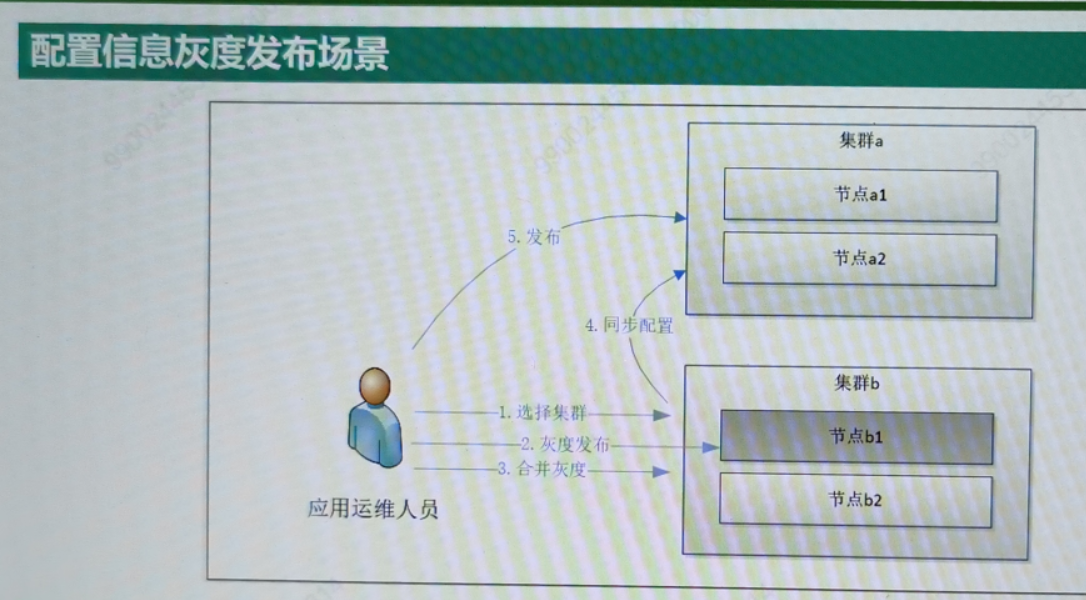 配置信息灰度发布场景
集群a
节点a1
节点a2
5.发布
4.同步配置
集群b
1.选择集群
节点b1
2.灰度发布
3.合并灰度
节点b2
应用运维人员